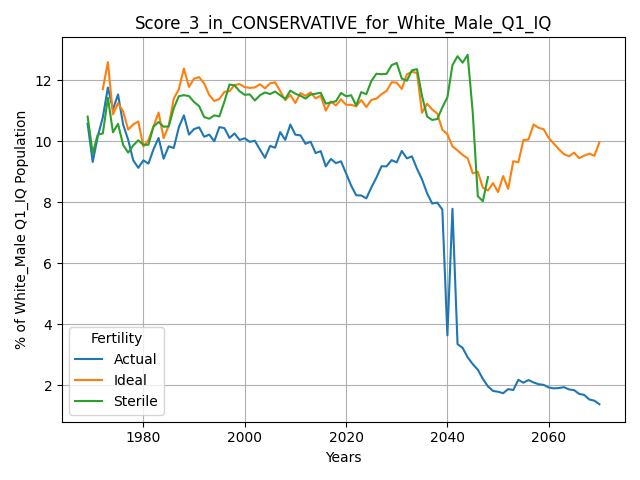 Score_3_in_CONSERVATIVE_for_White_Male_Q1_IQ
% of White_Male Q1_IQ Population
12
10
8
6
4
2
Fertility
Actual
Ideal
Sterile
1980 2000 2020 2040 2060
Years